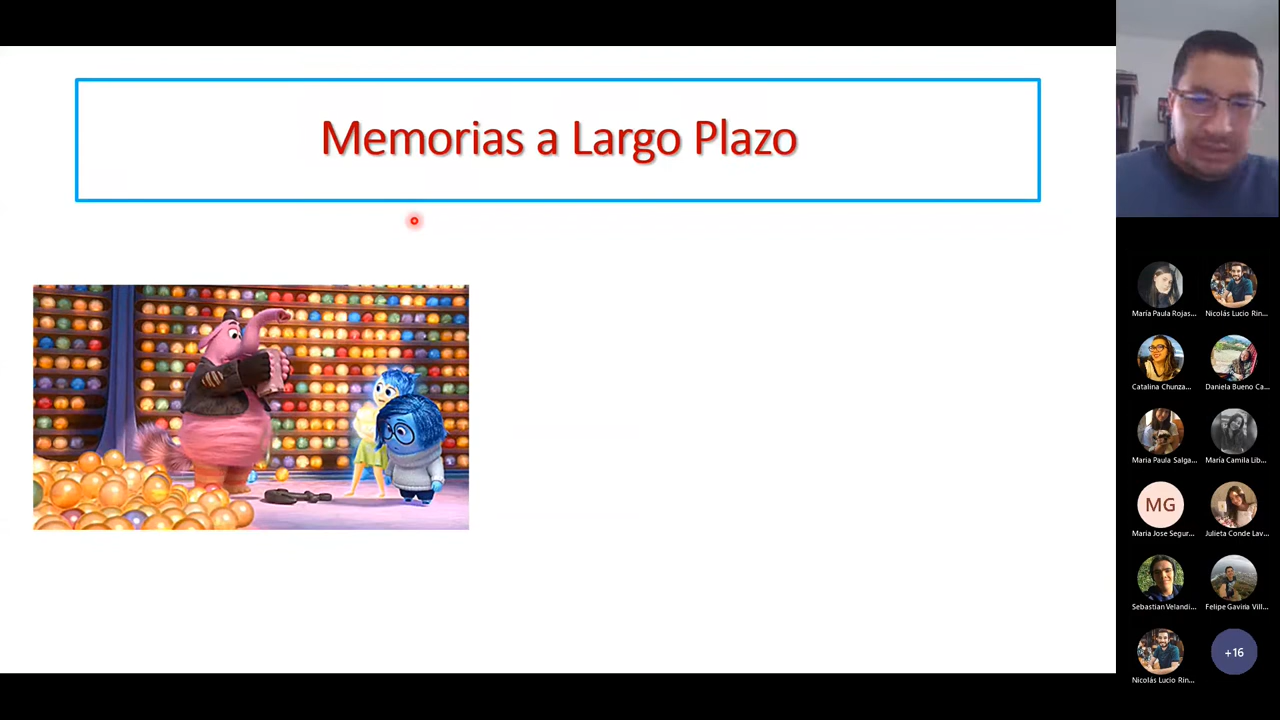 Memorias a Largo Plazo
María Paula Rojas...
Nicolás Lucio Rin...
Catalina Chunza...
Daniela Bueno Ca...
Maria Paula Salga...
María Camila Lib...
MG
Maria Jose Segur...
Julieta Conde Lav...
Sebastian Velandi...
Felipe Gaviria Vill...
Nicolás Lucio Rin...
+16